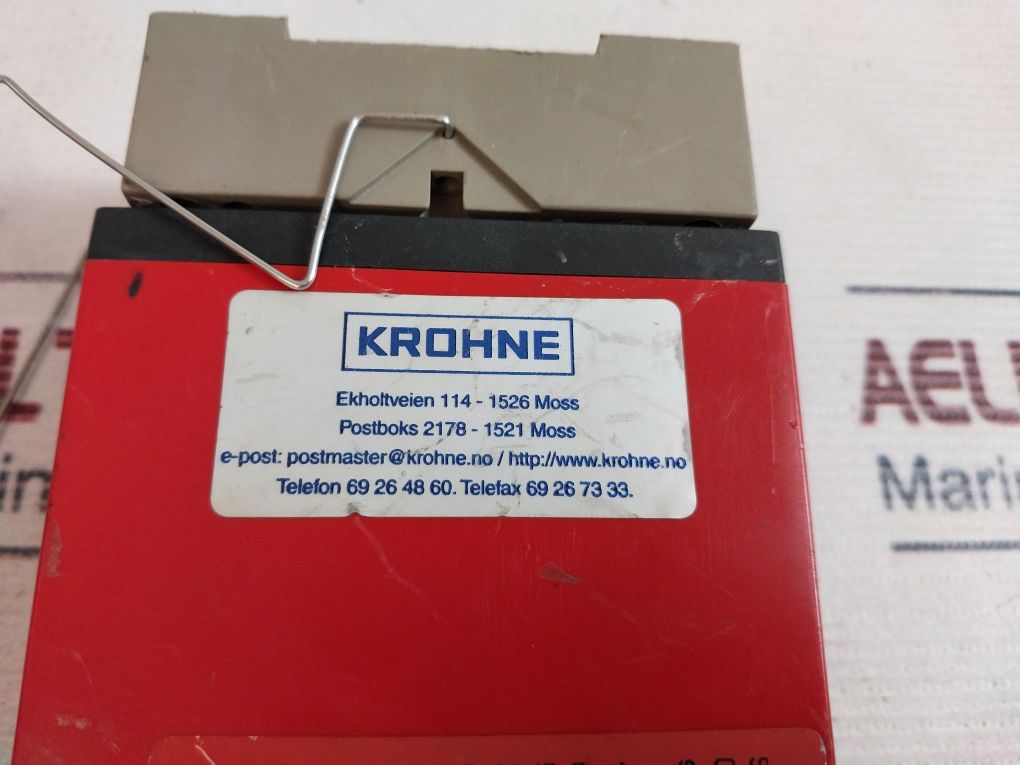 KROHNE
Ekholtveien 114 - 1526 Moss
Postboks 2178 - 1521 Moss
e-post: postmaster@krohne.no / http://www.krohne.no
Telefon 69 26 48 60. Telefax 69 26 73 33.
AEL
Marin